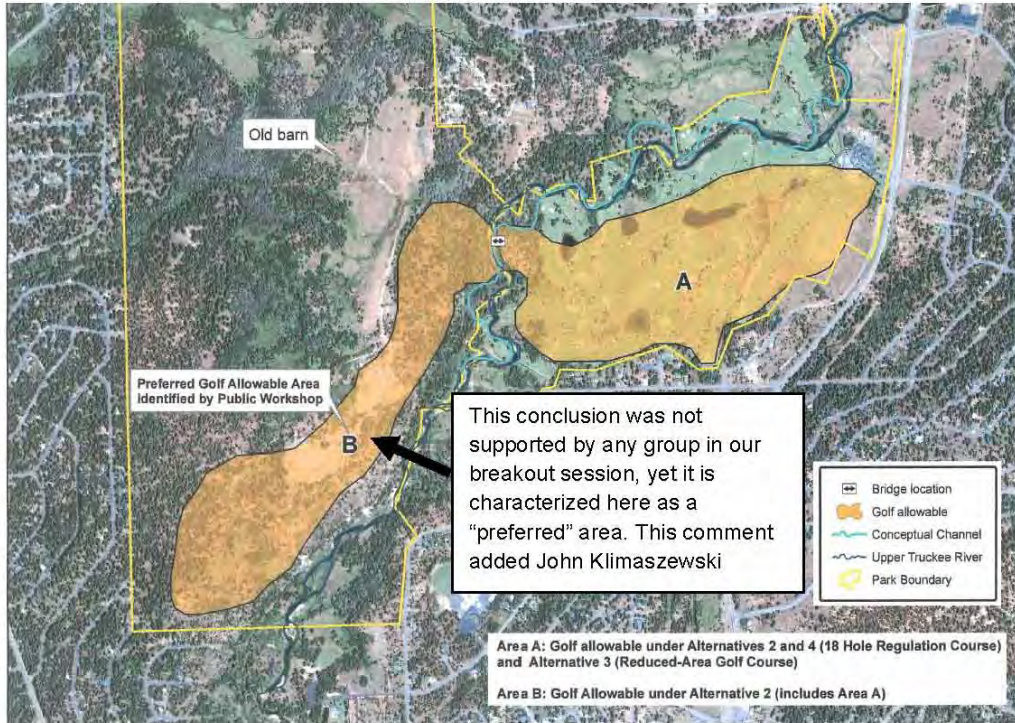 Old barn
A
Preferred Golf Allowable Area
Identified by Public Workshop
B
This conclusion was not
supported by any group in our
breakout session, yet it is
characterized here as a
“preferred” area. This comment
added John Klimaszewski
Bridge location
Golf allowable
Conceptual Channel
Upper Truckee River
Park Boundary
Area A: Golf allowable under Alternatives 2 and 4 (18 Hole Regulation Course)
and Alternative 3 (Reduced-Area Golf Course)
Area B: Golf Allowable under Alternative 2 (includes Area A)